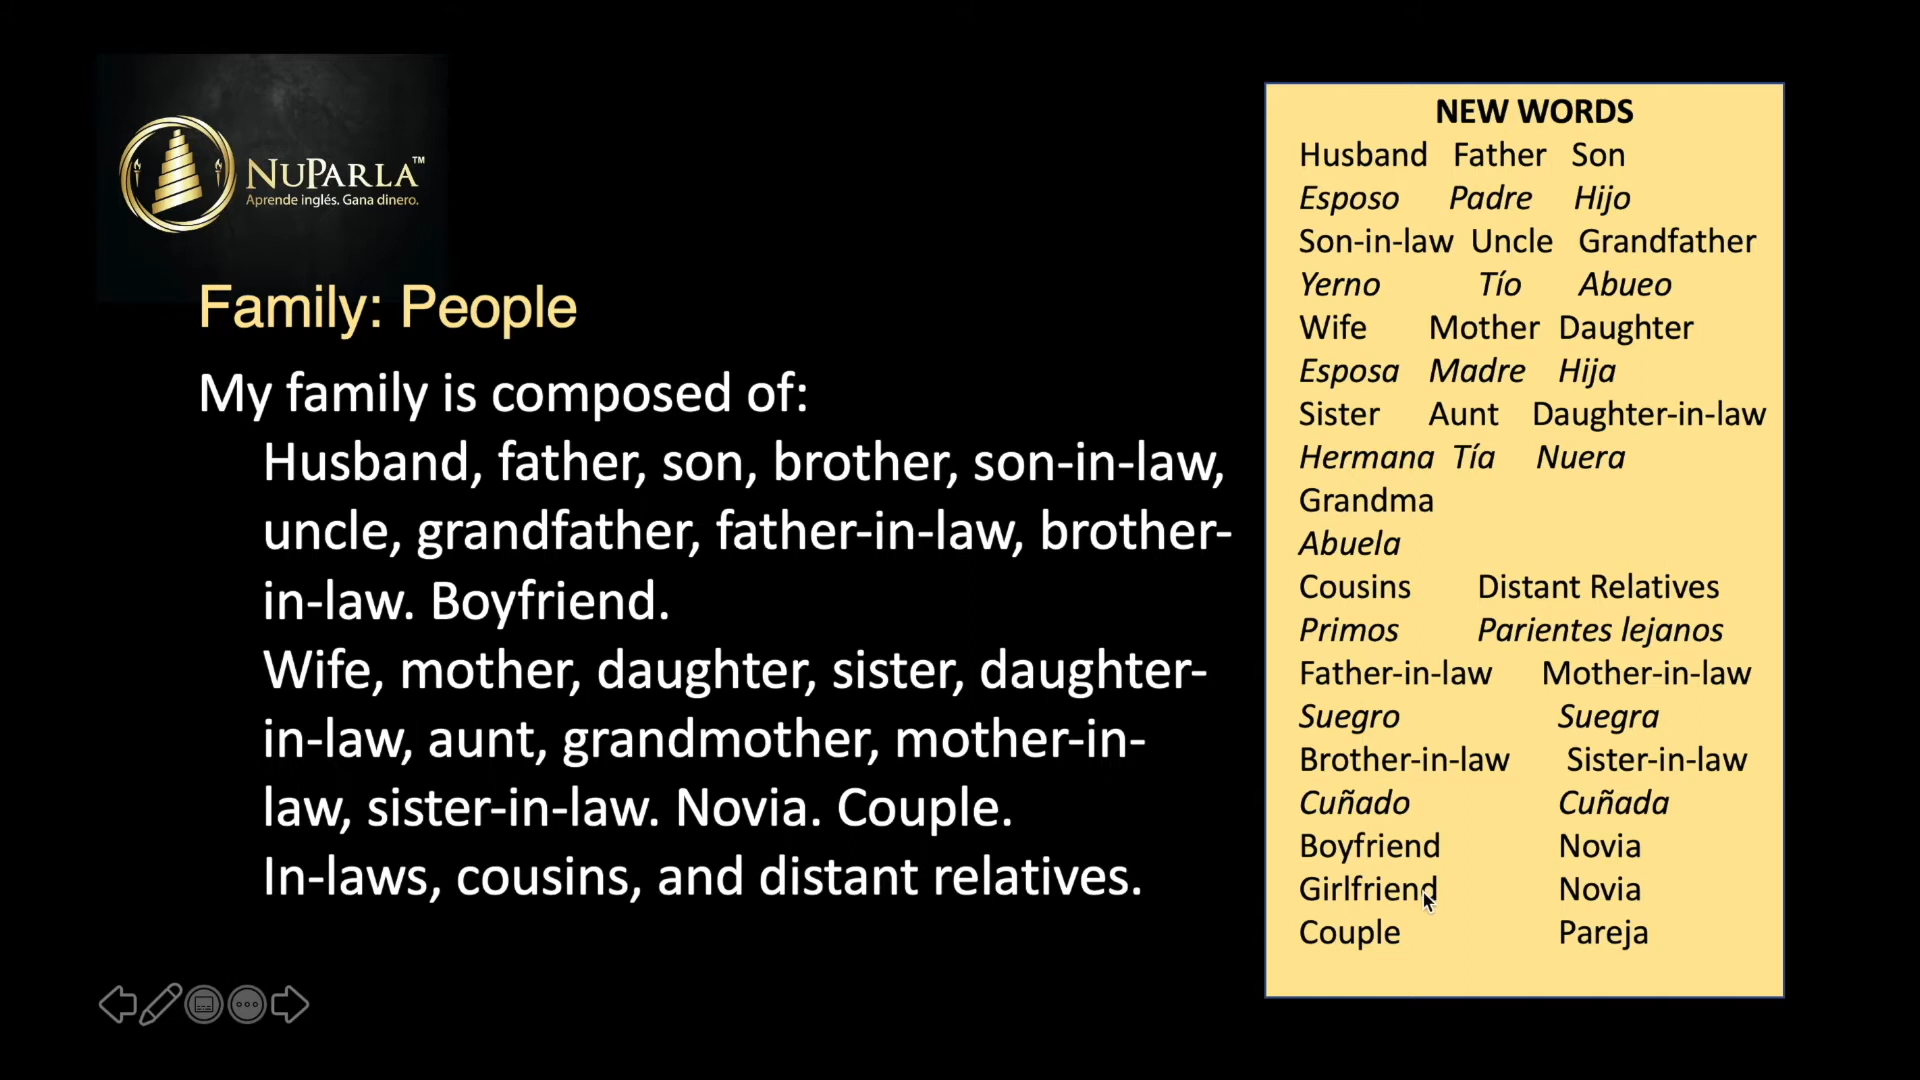 NUPARLA™
Aprende inglés. Gana dinero.
Family: People
My family is composed of:
Husband, father, son, brother, son-in-law,
uncle, grandfather, father-in-law, brother-
in-law. Boyfriend.
Wife, mother, daughter, sister, daughter-
in-law, aunt, grandmother, mother-in-
law, sister-in-law. Novia. Couple.
In-laws, cousins, and distant relatives.
NEW WORDS
Husband Father Son
Esposo Padre Hijo
Son-in-law Uncle Grandfather
Yerno Tío Abueo
Wife Mother Daughter
Esposa Madre Hija
Sister Aunt Daughter-in-law
Hermana Tía Nuera
Grandma
Abuela
Cousins Distant Relatives
Primos Parientes lejanos
Father-in-law Mother-in-law
Suegro Suegra
Brother-in-law Sister-in-law
Cuñado Cuñada
Boyfriend Novia
Girlfriend Novia
Couple Pareja